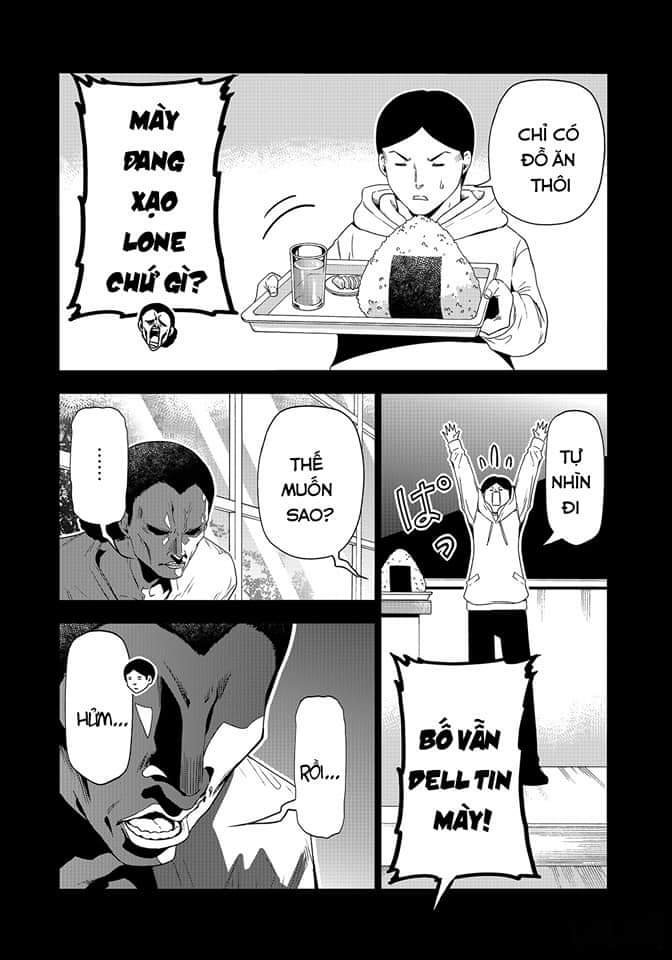 CHỈ CÓ
ĐỒ ĂN
THÔI
MÀY
ĐANG
XẠO
LONE
CHỨ GÌ?
TỰ
NHÌN
ĐI
ぱっ
BỐ VẪN
DELL TIN
MÀY!
THẾ
MUỐN
SAO?
......
RỒI...
HỬM...